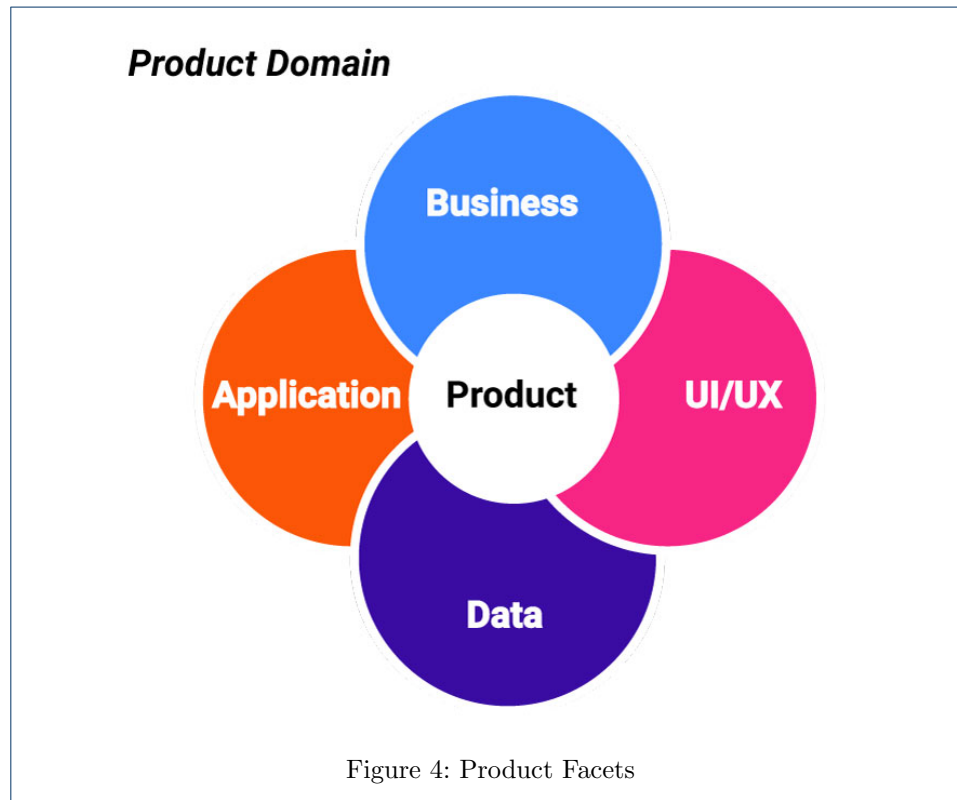 Product Domain
Business
Application
Product
UI/UX
Data
Figure 4: Product Facets